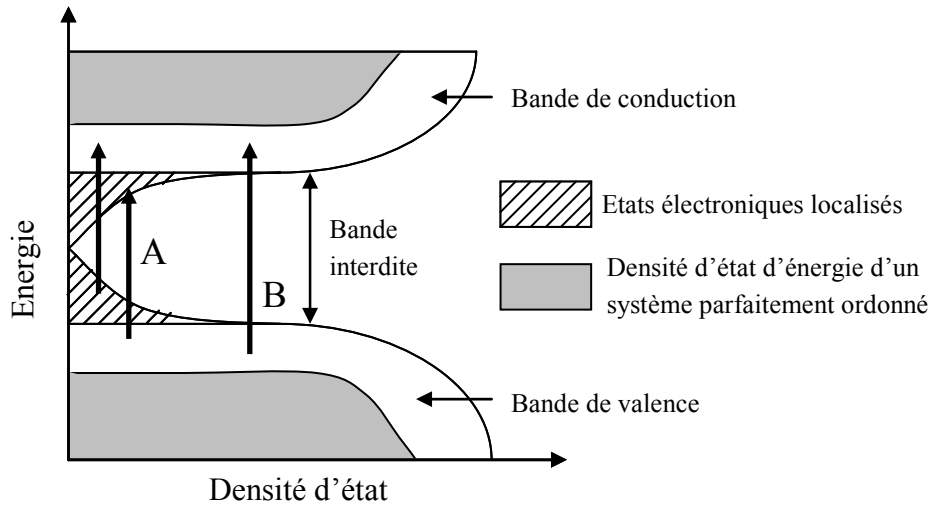 Bande de conduction
Etats électroniques localisés
Bande
interdite
A
B
Densité d’état d’énergie d’un
système parfaitement ordonné
Bande de valence
Energie
Densité d’état